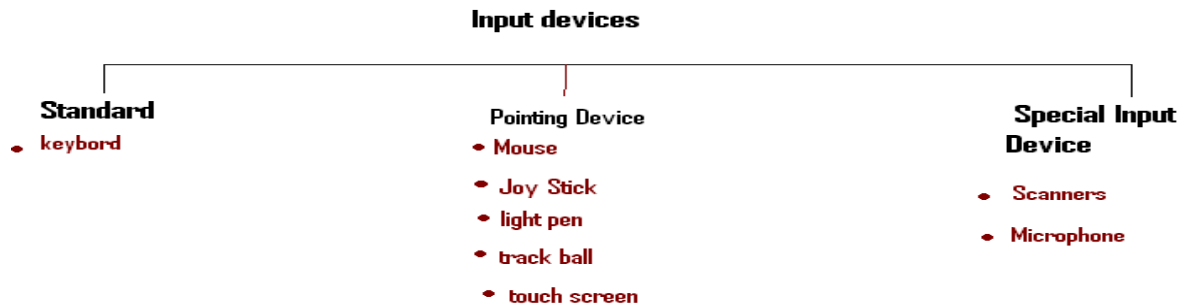 Input devices
Standard
• keybord
Pointing Device
• Mouse
• Joy Stick
• light pen
• track ball
• touch screen
Special Input
Device
• Scanners
• Microphone